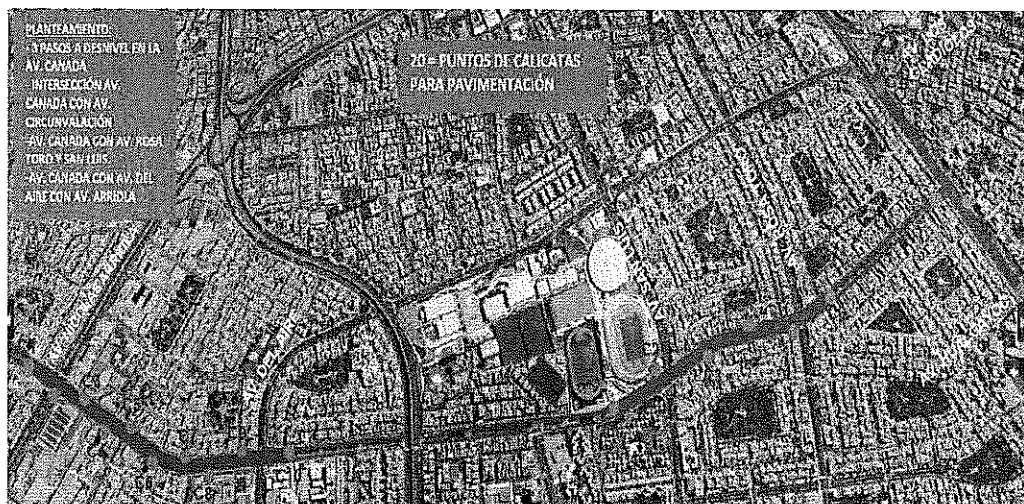 PLANTEAMIENTO:
- 3 PASOS A DESNIVEL EN LA
AV. CANADA
- INTERSECCIÓN AV.
CANADA CON AV.
CIRCUNVALACIÓN
-AV. CANADA CON AV. ROSA
TORO Y SAN LUIS
-AV. CANADA CON AV. DEL
AIRE CON AV. ARRIOLA
20 = PUNTOS DE CALICATAS
PARA PAVIMENTACIÓN